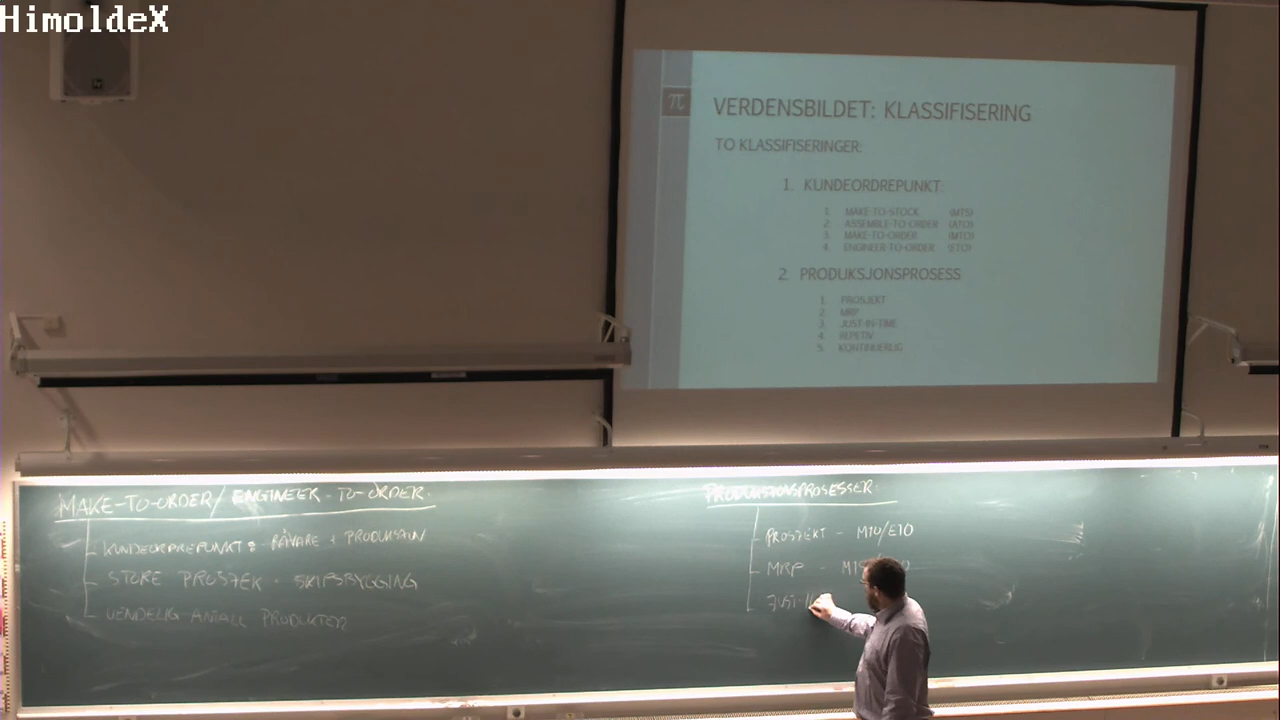 HimoldeX
π
VERDENSBILDET: KLASSIFISERING
TO KLASSIFISERINGER:
1. KUNDEORDREPUNKT:
1. MAKE-TO-STOCK (MTS)
2. ASSEMBLE-TO-ORDER (ATO)
3. MAKE-TO-ORDER (MTO)
4. ENGINEER-TO-ORDER (ETO)
2. PRODUKSJONSPROSESS
1. PROSJEKT
2. MRP
3. JUST-IN-TIME
4. REPETIV
5. KONTINUERLIG
MAKE-TO-ORDER/ENGINEER-TO-ORDER
KUNDEORDREPUNKT: RÅVARE +
STORE PROSJEK SKIPSBYGGING
UENDELIG ANTALL PRODUKTER
PRODUKSJONSPROSESSER
PROSJEKT - MTO/ETO
MRP -
JUST-